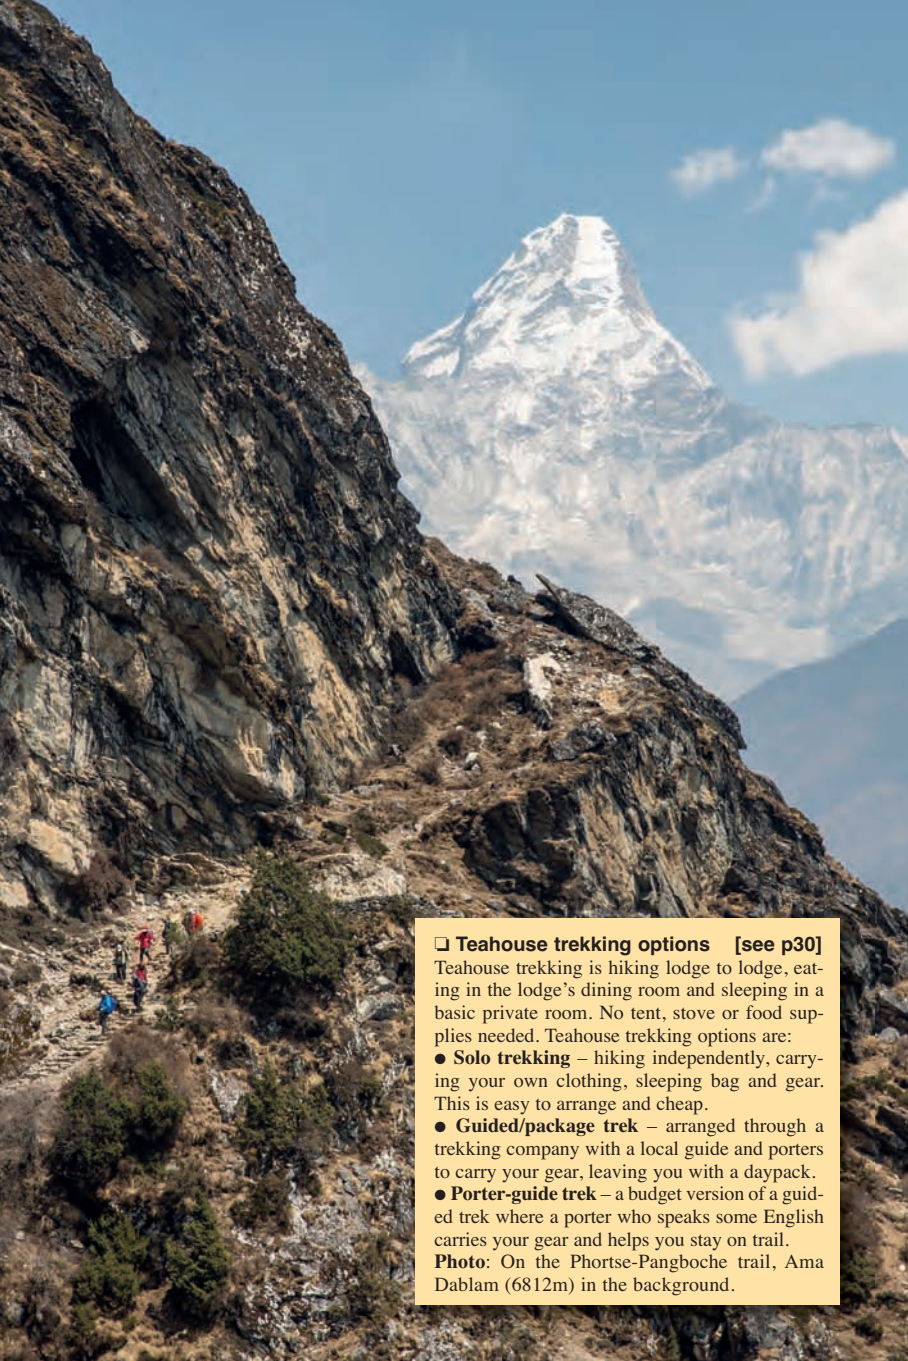 ❏ Teahouse trekking options [see p30]
Teahouse trekking is hiking lodge to lodge, eat-
ing in the lodge’s dining room and sleeping in a
basic private room. No tent, stove or food sup-
plies needed. Teahouse trekking options are:
● Solo trekking – hiking independently, carry-
ing your own clothing, sleeping bag and gear.
This is easy to arrange and cheap.
● Guided/package trek – arranged through a
trekking company with a local guide and porters
to carry your gear, leaving you with a daypack.
● Porter-guide trek – a budget version of a guid-
ed trek where a porter who speaks some English
carries your gear and helps you stay on trail.
Photo: On the Phortse-Pangboche trail, Ama
Dablam (6812m) in the background.